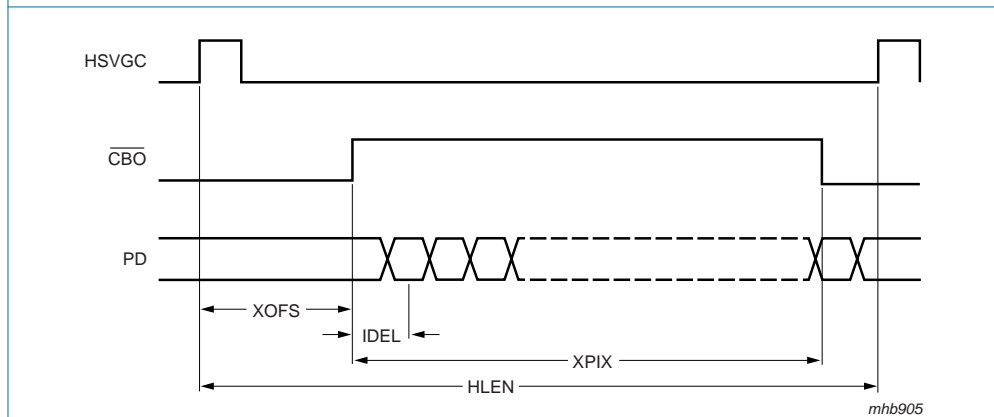 HSVGC
CBO
PD
XOFS
IDEL
XPIX
HLEN
mhb905